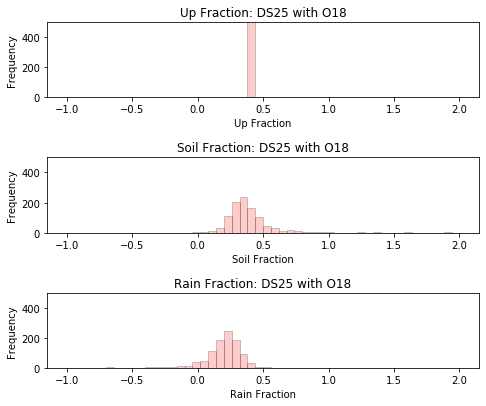 Up Fraction: DS25 with O18
Frequency
400
200
0
−1.0 −0.5 0.0 0.5 1.0 1.5 2.0
Up Fraction
Soil Fraction: DS25 with O18
Frequency
400
200
0
−1.0 −0.5 0.0 0.5 1.0 1.5 2.0
Soil Fraction
Rain Fraction: DS25 with O18
Frequency
400
200
0
−1.0 −0.5 0.0 0.5 1.0 1.5 2.0
Rain Fraction